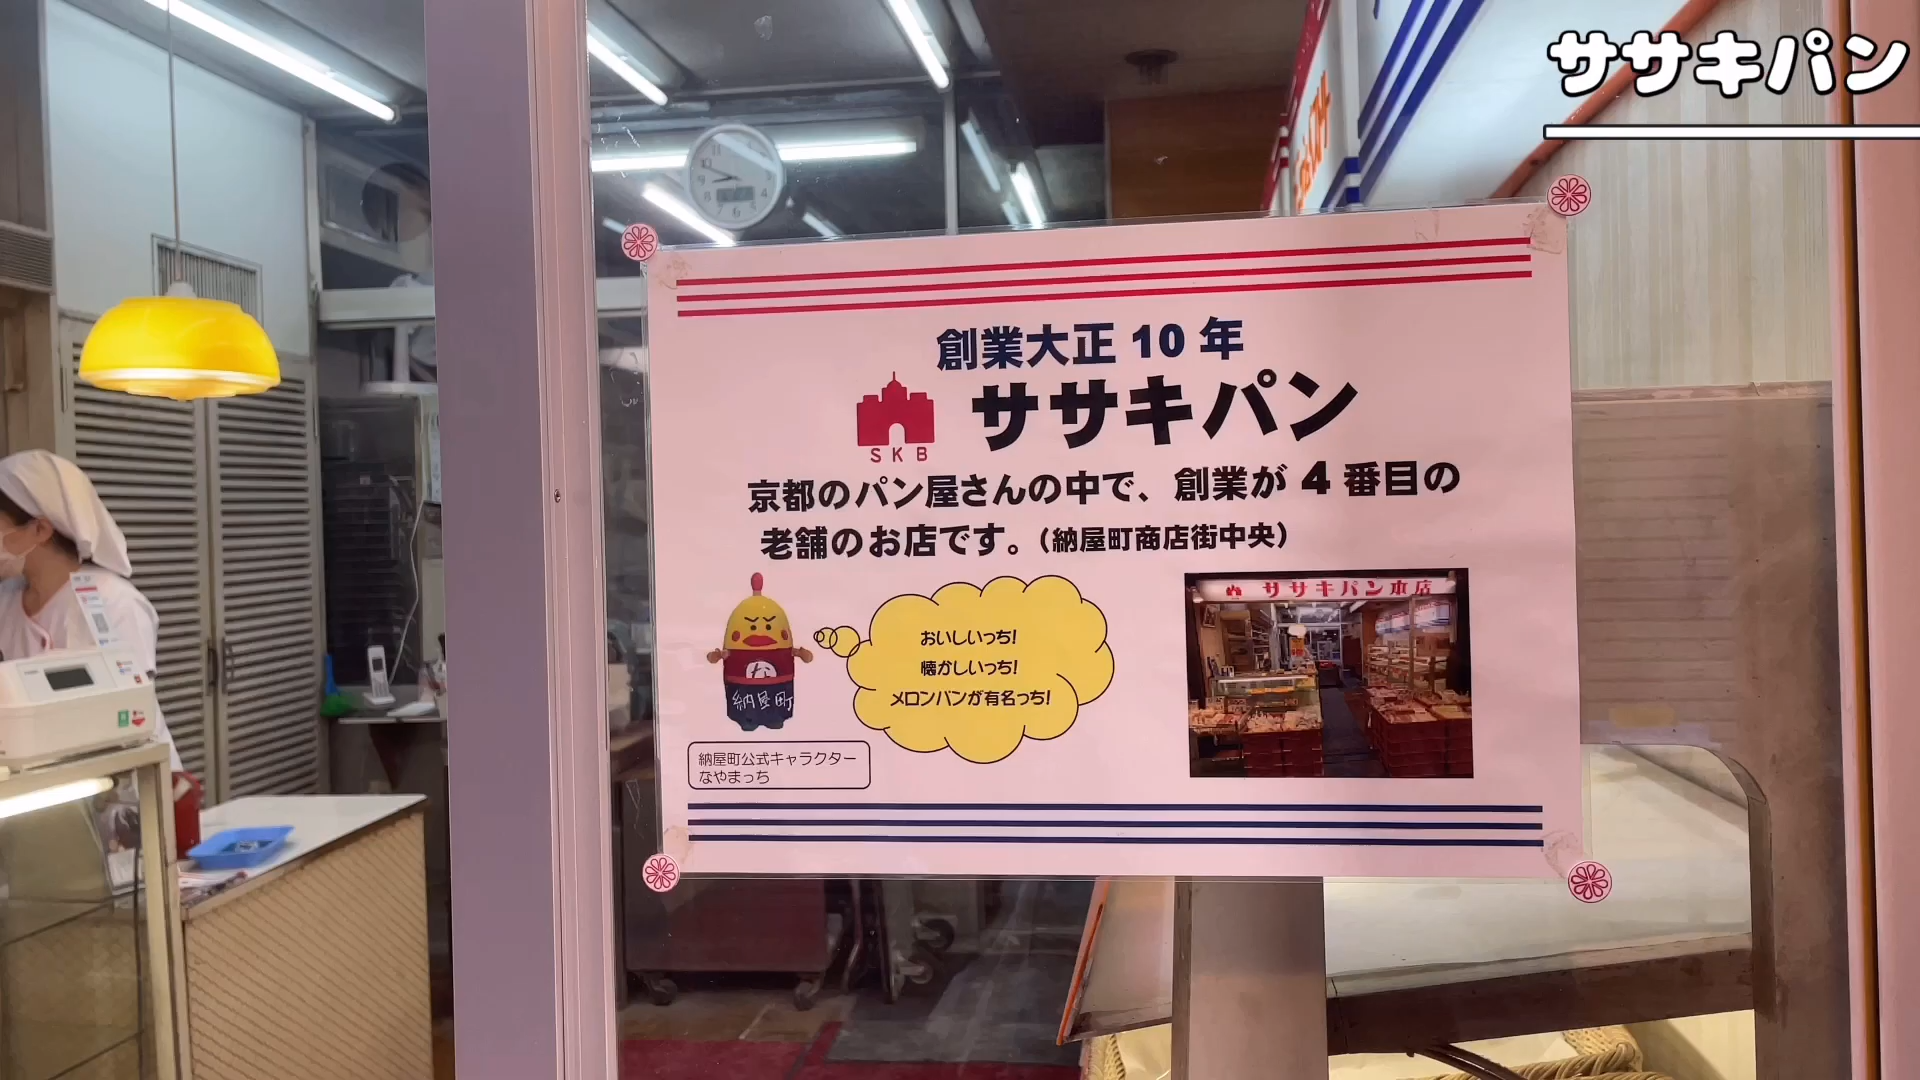 ササキパン
創業大正 10 年
ササキパン
SKB
京都のパン屋さんの中で、創業が 4 番目の
老舗のお店です。（納屋町商店街中央）
おいしいっち!
懐かしいっち!
メロンパンが有名っち!
な
納屋町
納屋町公式キャラクター
なやまっち
ササキパン本店